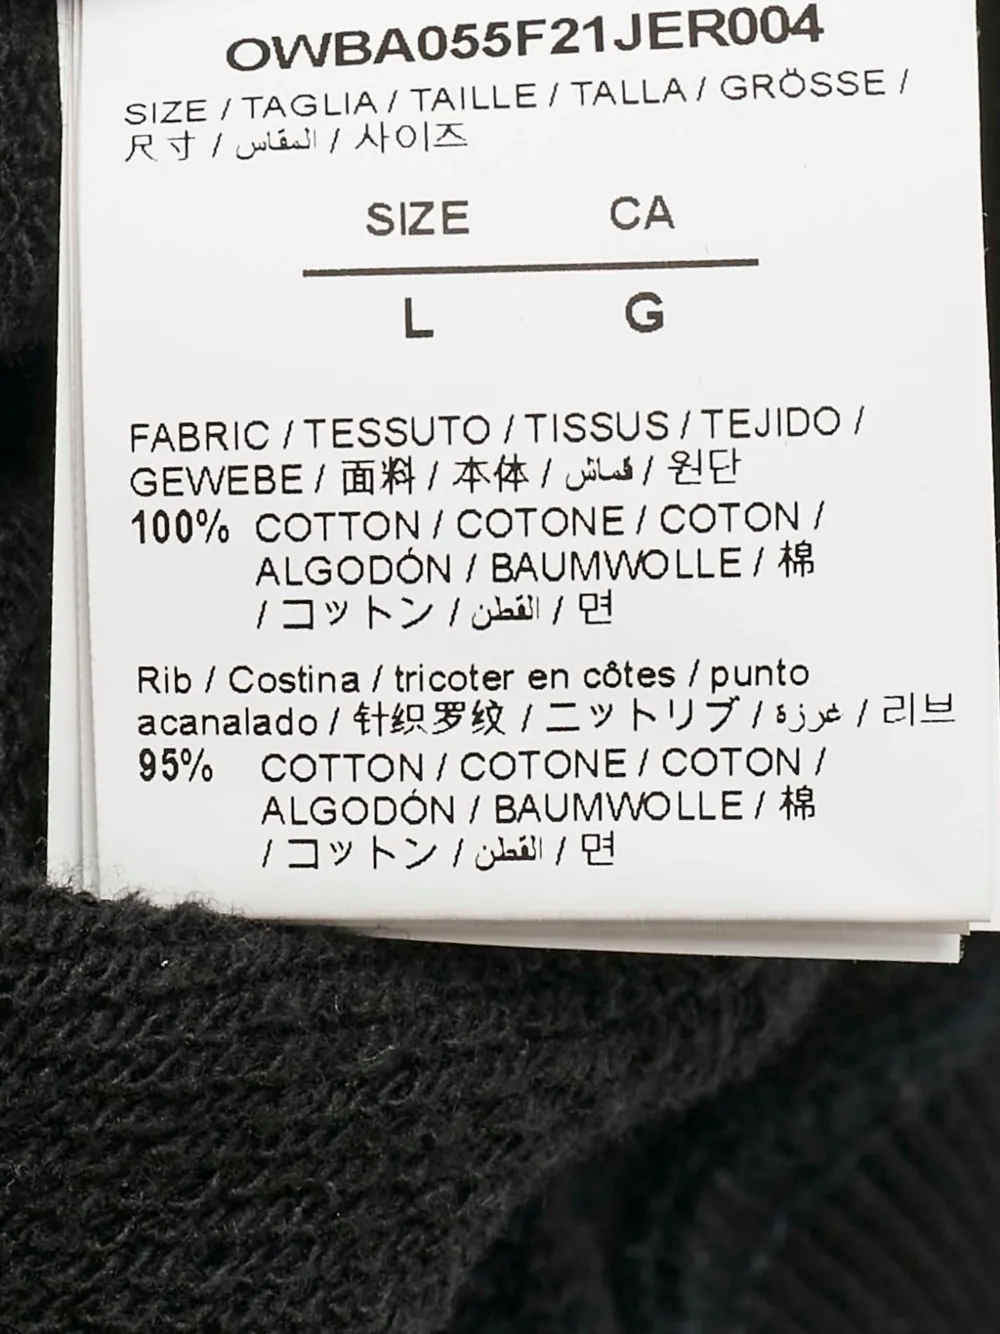 OWBA055F21JER004
SIZE / TAGLIA / TAILLE / TALLA / GRÖSSE /
尺寸 / المقاس / 사이즈
SIZE CA
L G
FABRIC / TESSUTO / TISSUS / TEJIDO /
GEWEBE / 面料 / 本体 / قماش / 원단
100% COTTON / COTONE / COTON /
ALGODÓN / BAUMWOLLE / 棉
/ コットン / القطن / 면
Rib / Costina / tricoter en côtes / punto
acanalado / 针织罗纹 / ニットリブ / غرزة / 리브
95% COTTON / COTONE / COTON /
ALGODÓN / BAUMWOLLE / 棉
/ コットン / القطن / 면